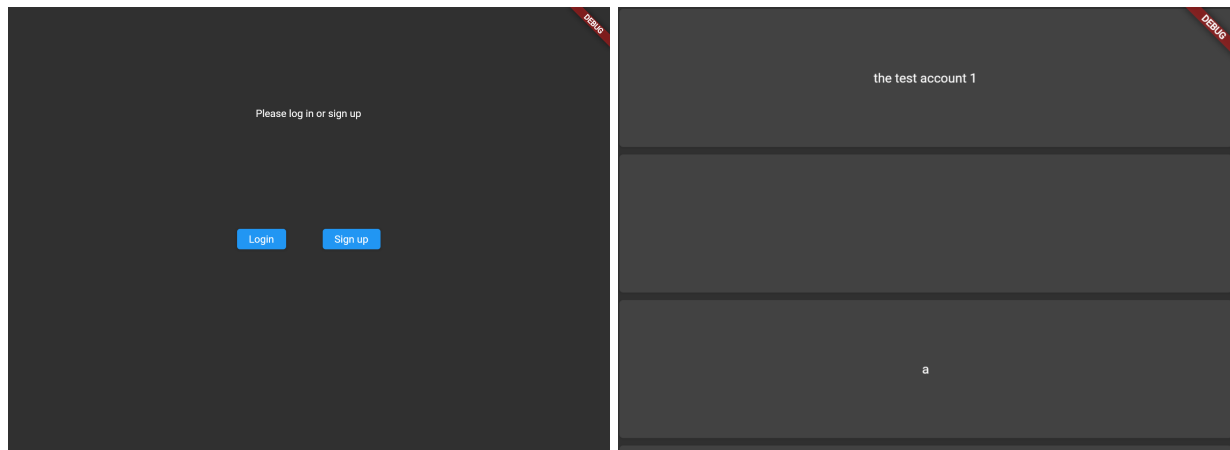 DEBUG
Please log in or sign up
Login
Sign up
DEBUG
the test account 1
a